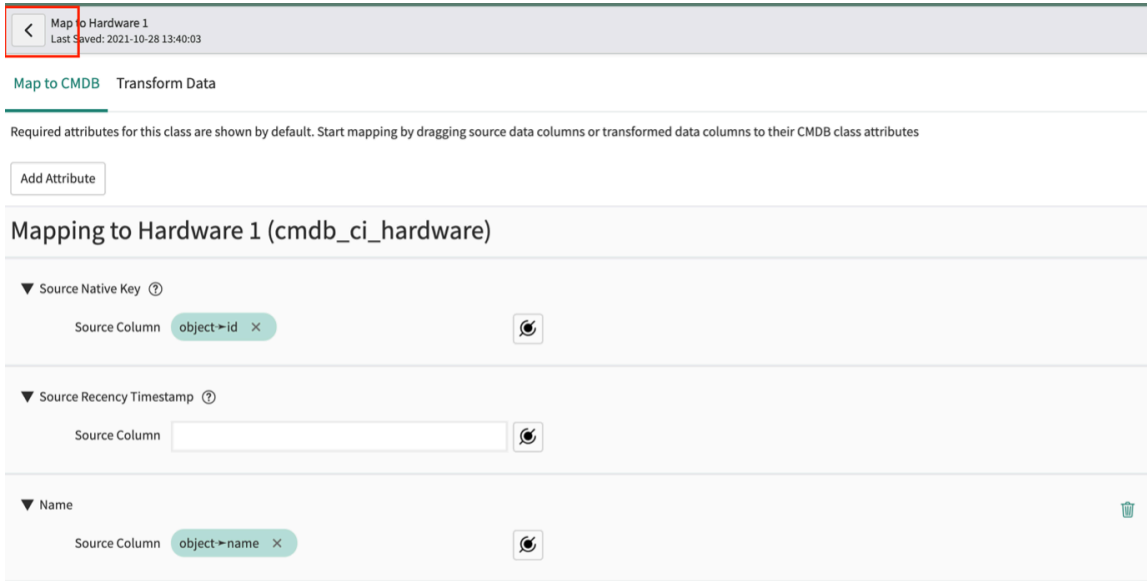 Map to Hardware 1
Last Saved: 2021-10-28 13:40:03
Map to CMDB Transform Data
Required attributes for this class are shown by default. Start mapping by dragging source data columns or transformed data columns to their CMDB class attributes
Add Attribute
Mapping to Hardware 1 (cmdb_ci_hardware)
▼ Source Native Key ?
Source Column object➛id ×
▼ Source Recency Timestamp ?
Source Column
▼ Name
Source Column object➛name ×